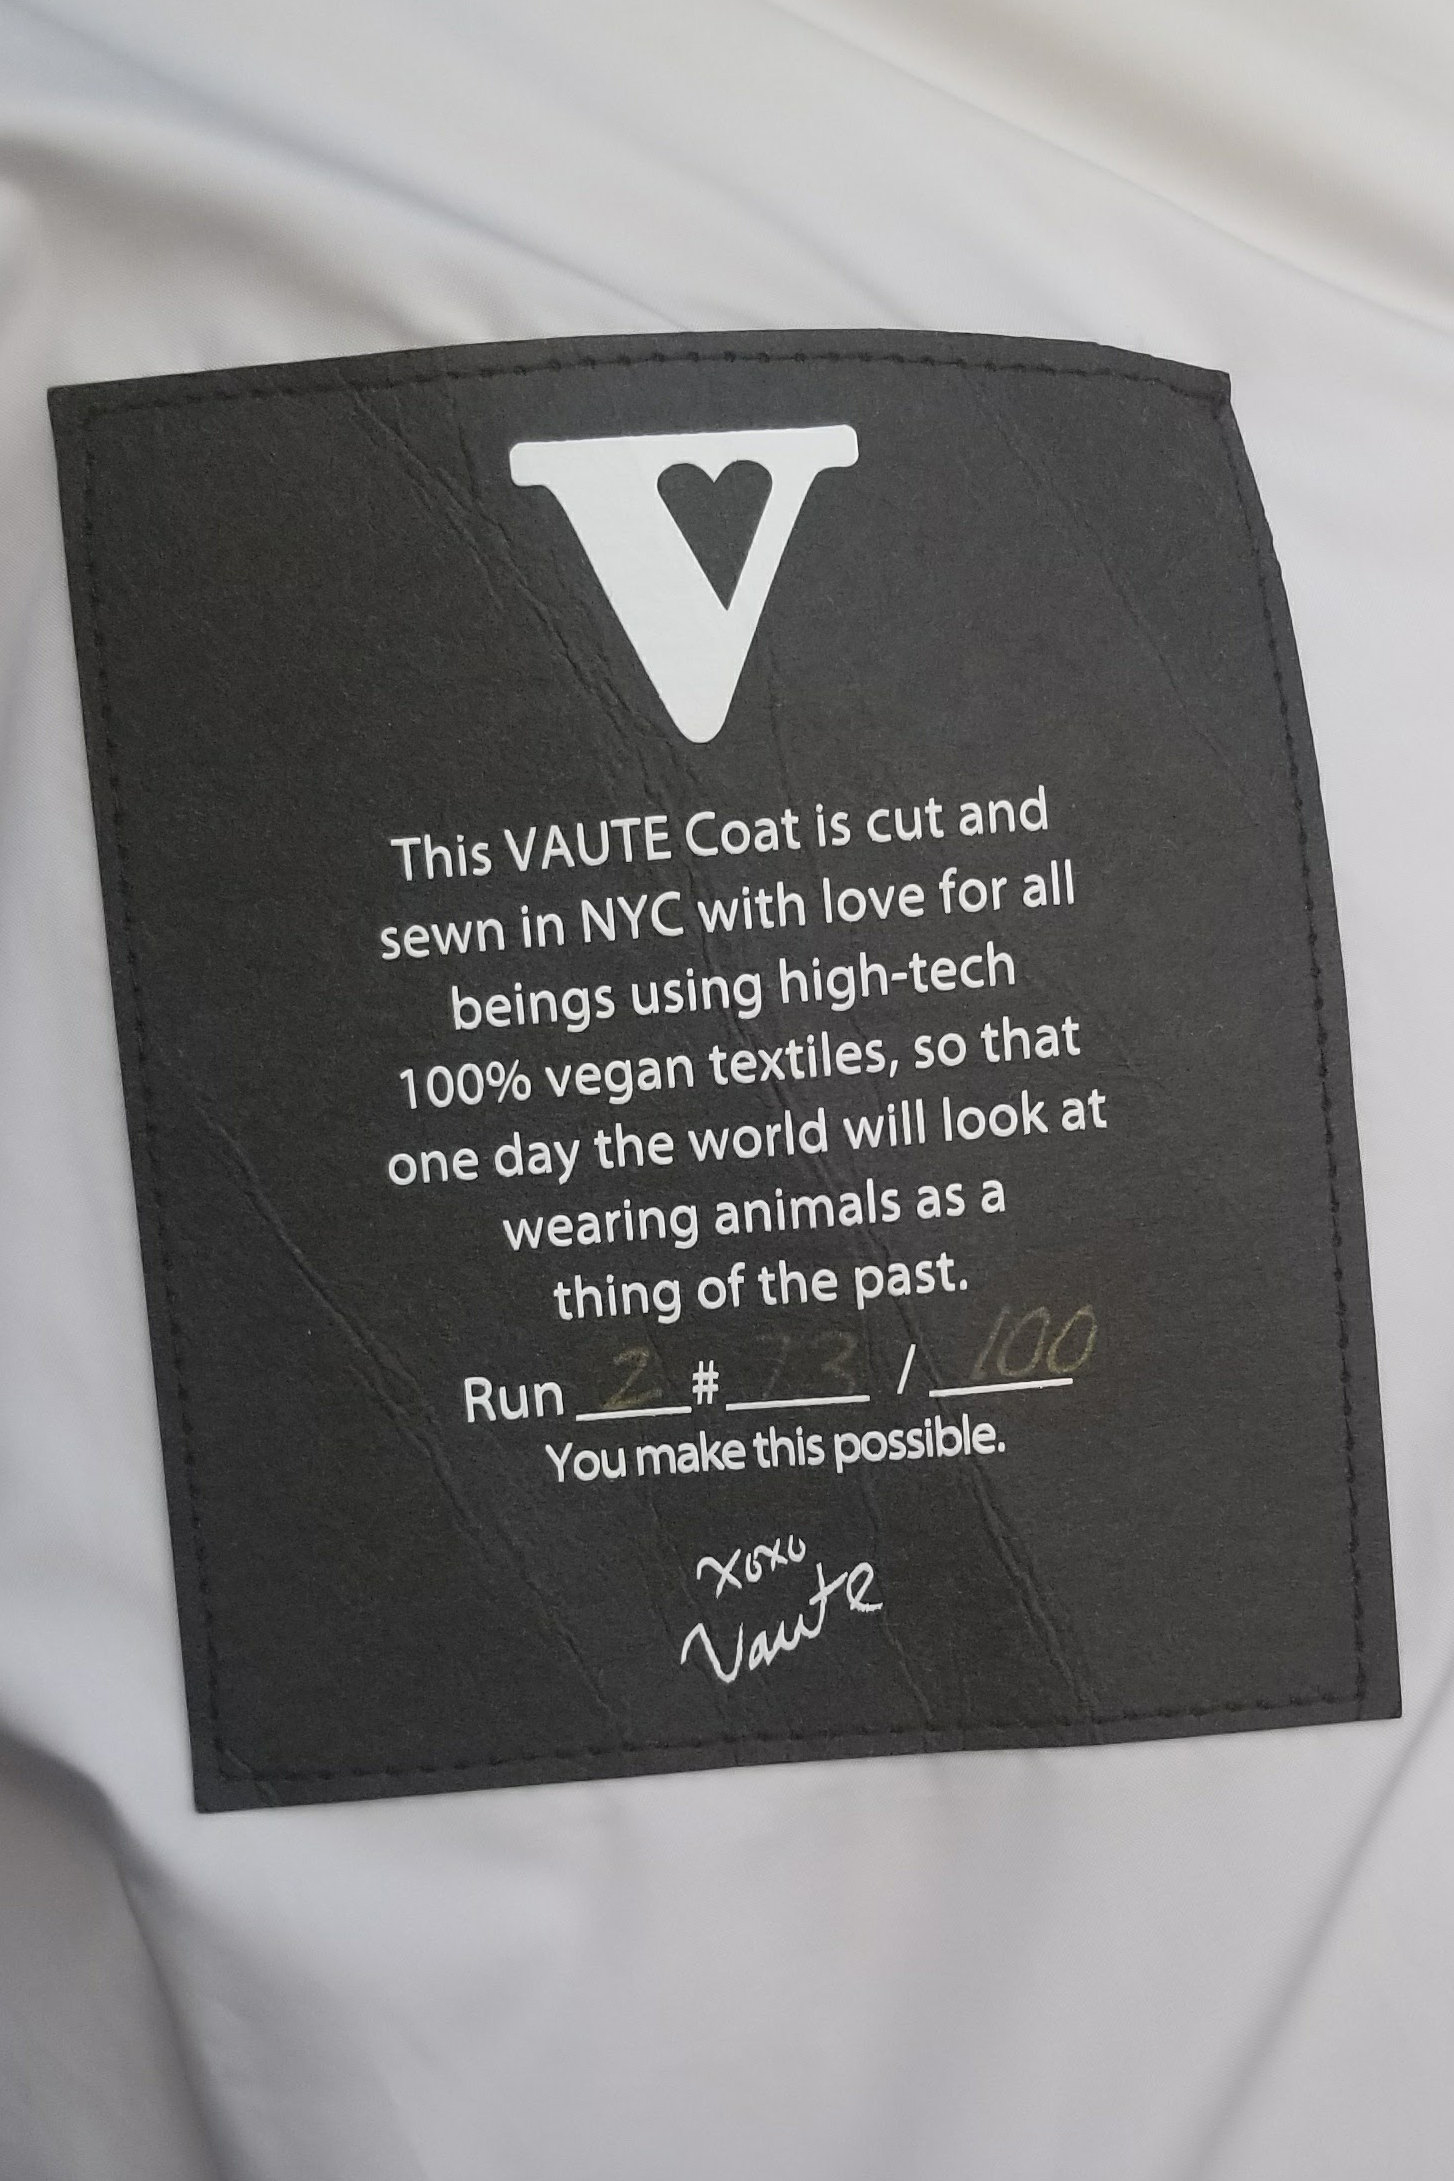 V
This VAUTE Coat is cut and
sewn in NYC with love for all
beings using high-tech
100% vegan textiles, so that
one day the world will look at
wearing animals as a
thing of the past.
Run 2 # 73 / 100
You make this possible.
xoxo
Vaute